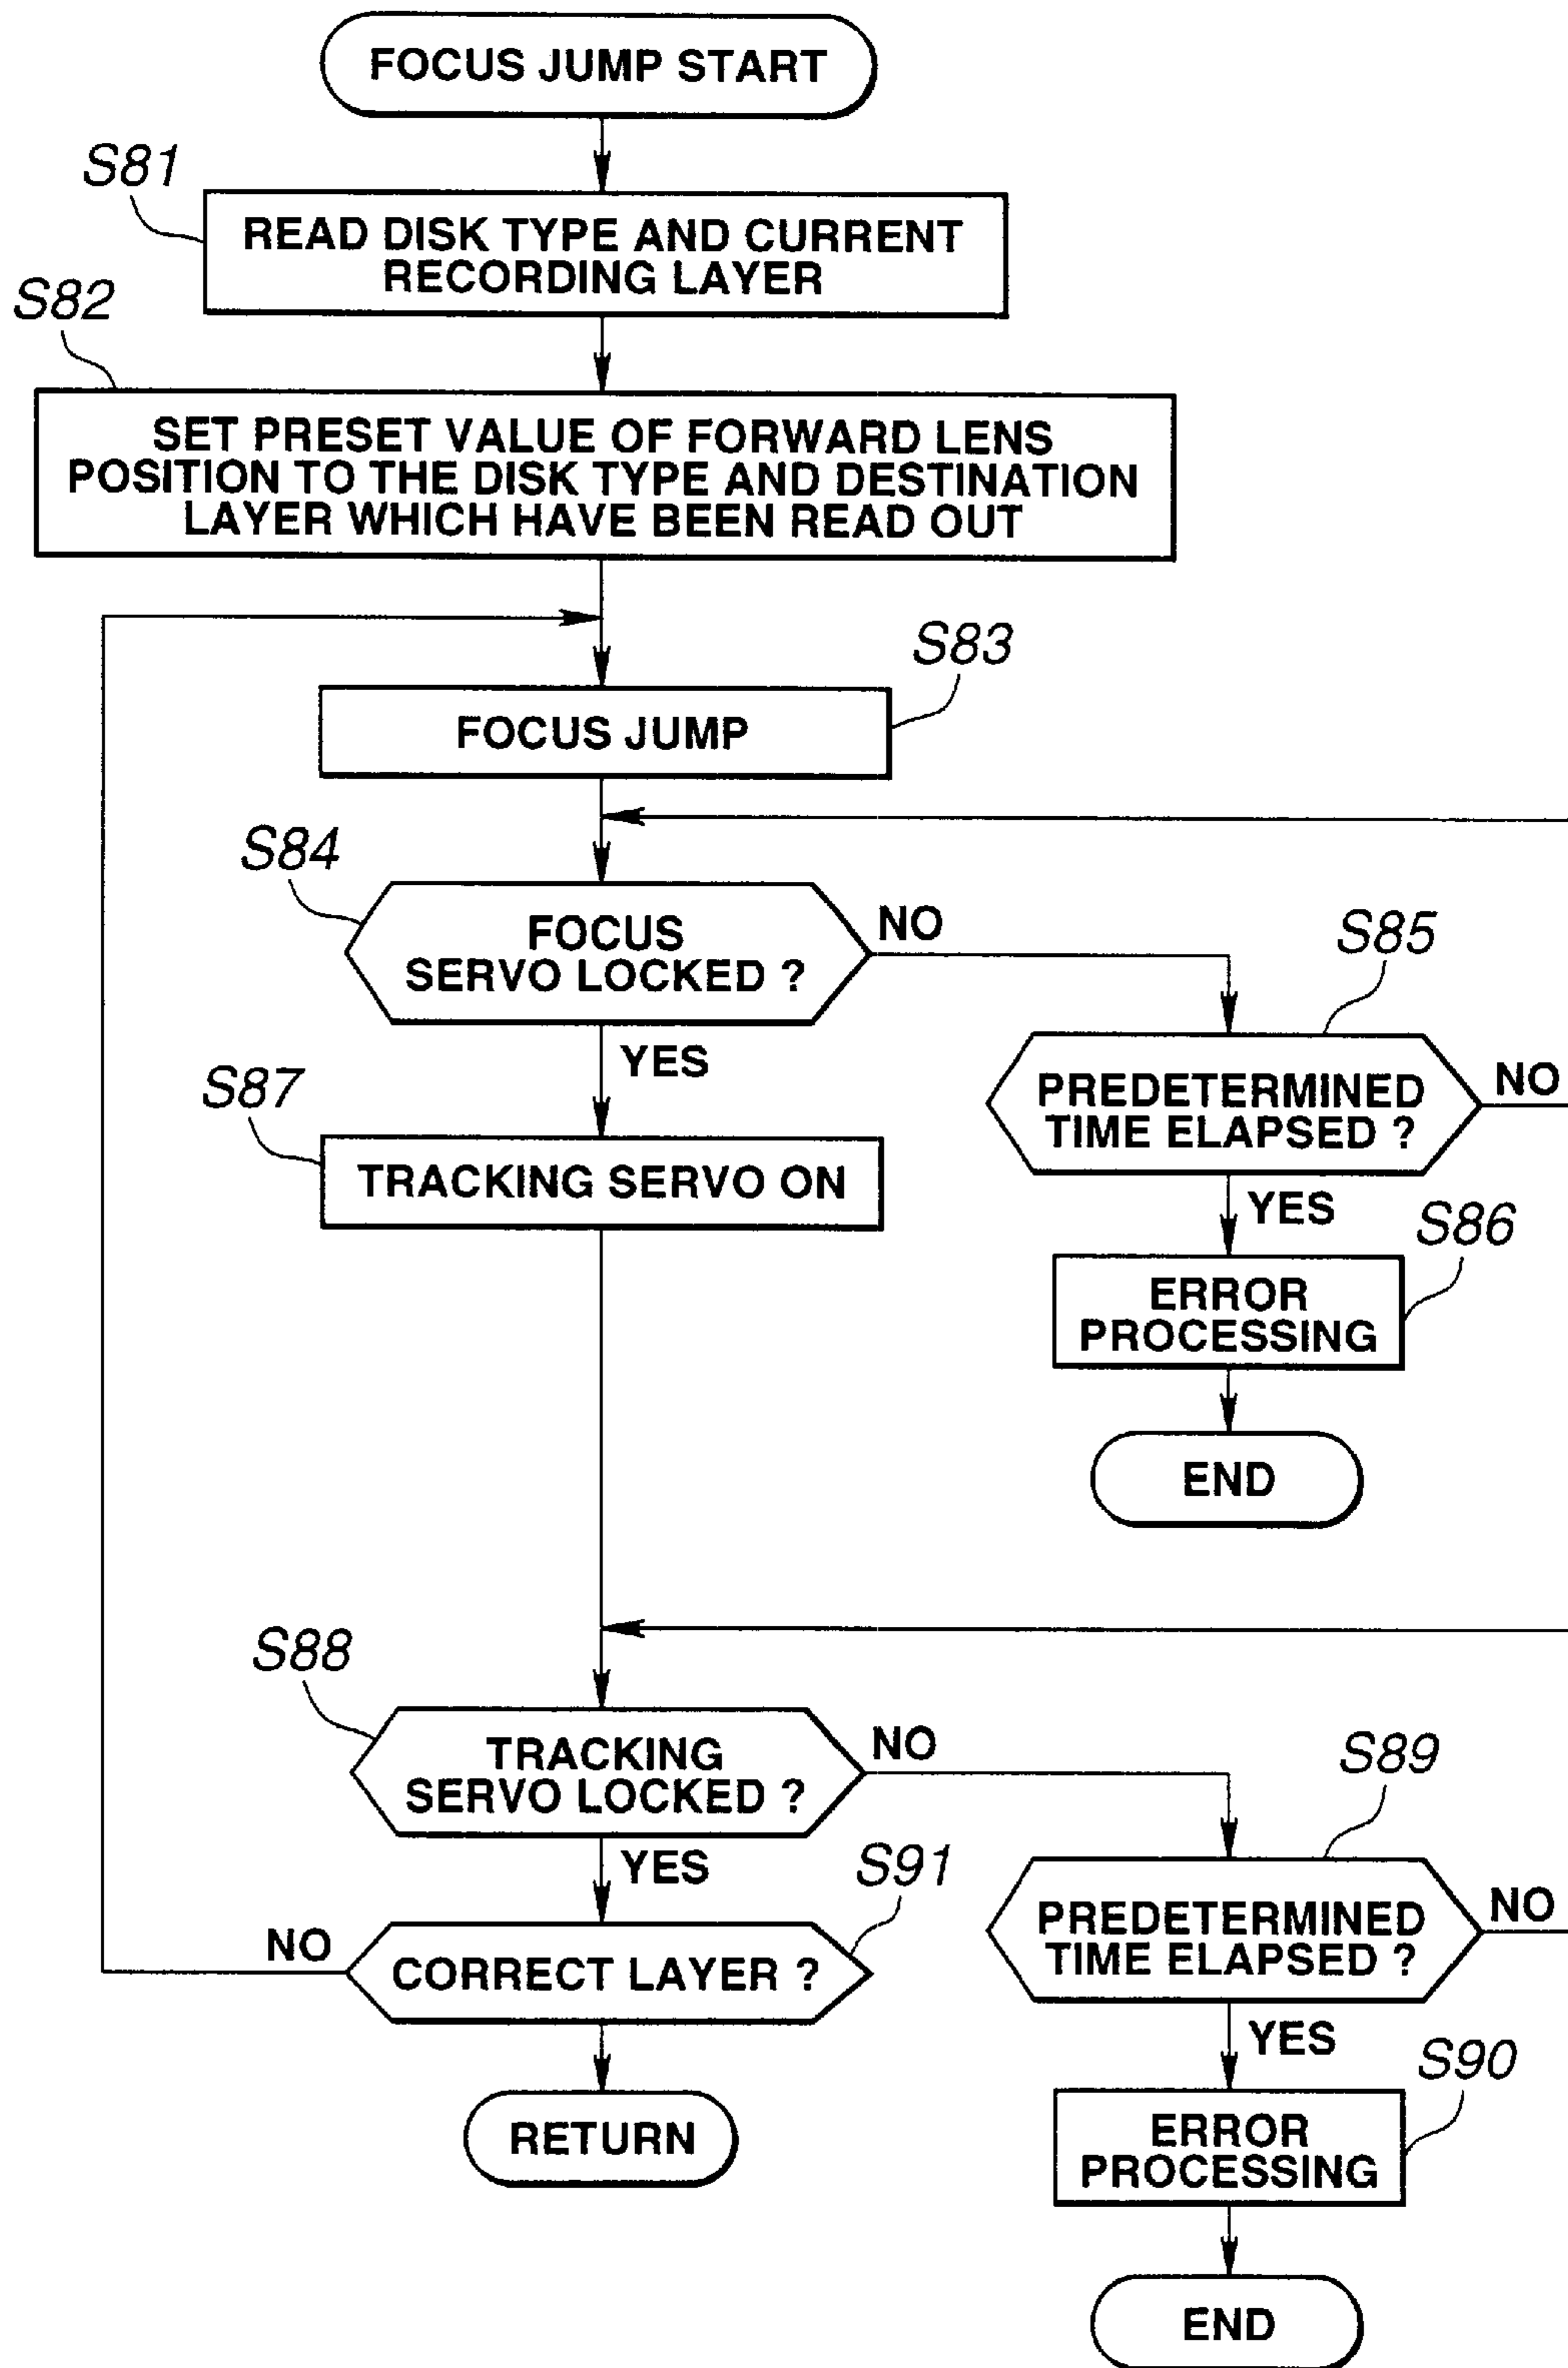 FOCUS JUMP START
S81
READ DISK TYPE AND CURRENT
RECORDING LAYER
S82
SET PRESET VALUE OF FORWARD LENS
POSITION TO THE DISK TYPE AND DESTINATION
LAYER WHICH HAVE BEEN READ OUT
S83
FOCUS JUMP
S84
FOCUS
SERVO LOCKED ?
NO
YES
S85
PREDETERMINED
TIME ELAPSED ?
NO
YES
S86
ERROR
PROCESSING
END
S87
TRACKING SERVO ON
S88
TRACKING
SERVO LOCKED ?
NO
YES
S89
PREDETERMINED
TIME ELAPSED ?
NO
YES
S90
ERROR
PROCESSING
END
S91
CORRECT LAYER ?
NO
RETURN